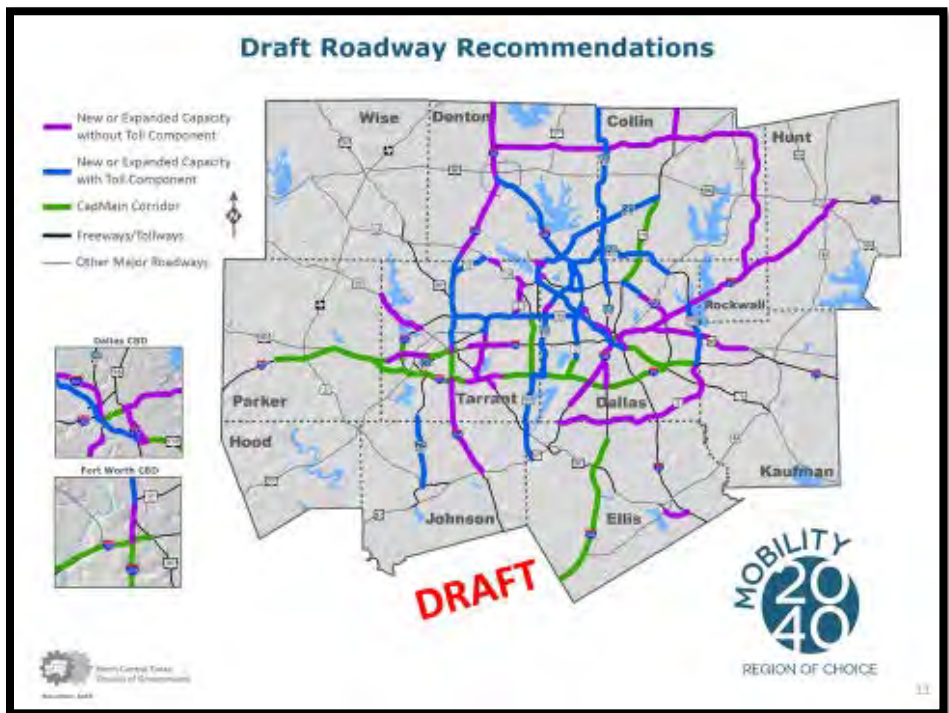 Draft Roadway Recommendations
New or Expanded Capacity
without Toll Component
New or Expanded Capacity
with Toll Component
CapMain Corridor
Freeways/Tollways
Other Major Roadways
N
Wise
Denton
Collin
Hunt
Rockwall
Parker
Tarrant
Dallas
Hood
Kaufman
Johnson
Ellis
Dallas CBD
Fort Worth CBD
DRAFT
MOBILITY
20
40
REGION OF CHOICE
North Central Texas
Council of Governments
11